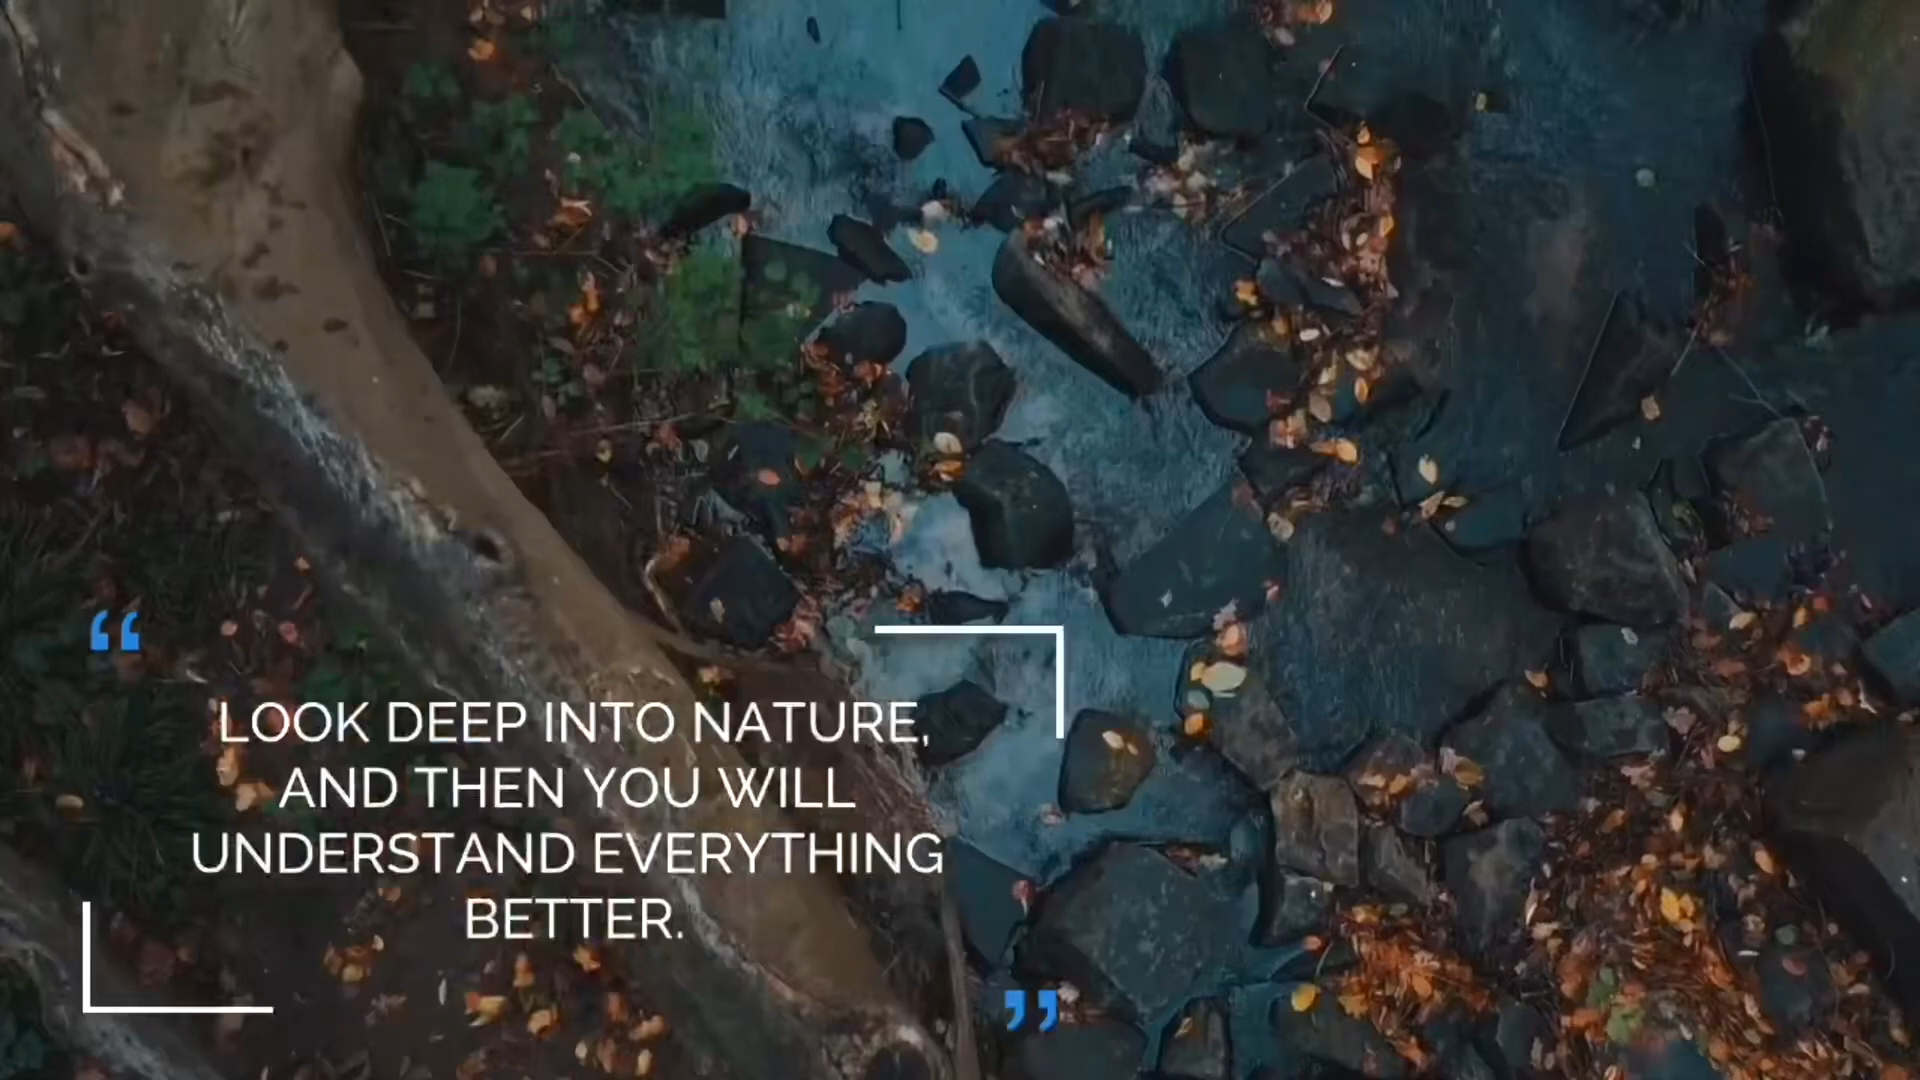 “
LOOK DEEP INTO NATURE,
AND THEN YOU WILL
UNDERSTAND EVERYTHING
BETTER.
”